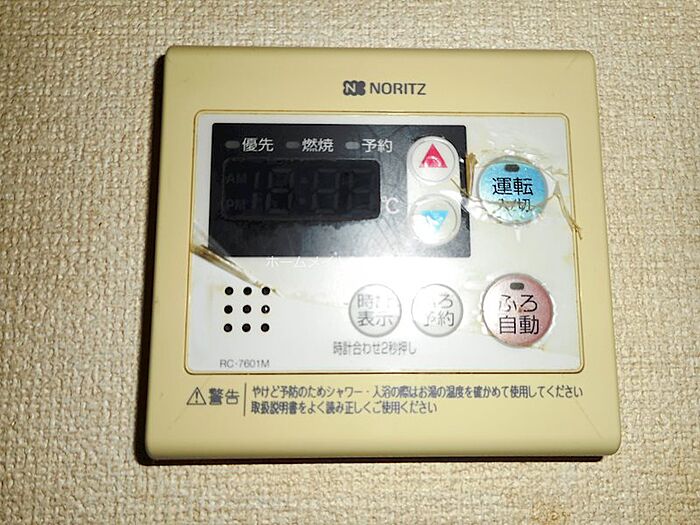 NORITZ
優先 燃焼 予約
AM
PM
℃
運転
入/切
ホームメ
時計
表示
ふろ
予約
ふろ
自動
時計合わせ2秒押し
RC-7601M
警告 やけど予防のためシャワー・入浴の際はお湯の温度を確かめて使用してください
取扱説明書をよく読み正しくご使用ください